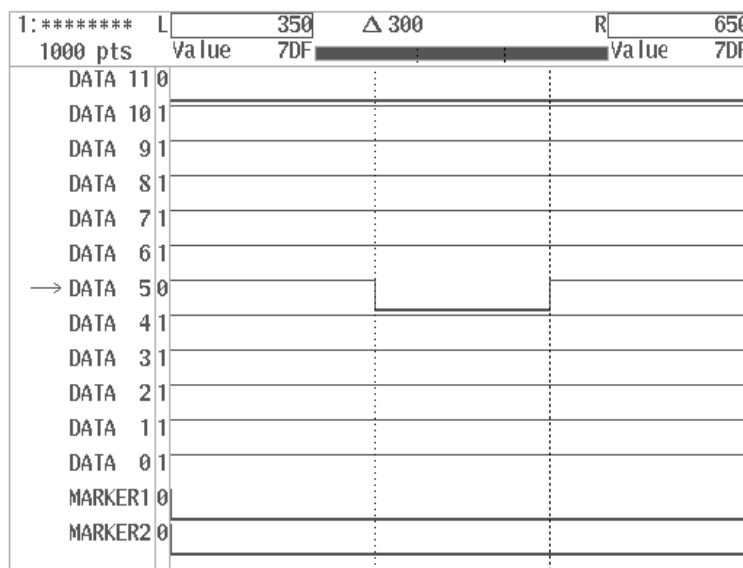 1:******** L 350 Δ 300 R 650
1000 pts Value 7DF Value 7DF
DATA 11 0
DATA 10 1
DATA 9 1
DATA 8 1
DATA 7 1
DATA 6 1
→ DATA 5 0
DATA 4 1
DATA 3 1
DATA 2 1
DATA 1 1
DATA 0 1
MARKER1 0
MARKER2 0